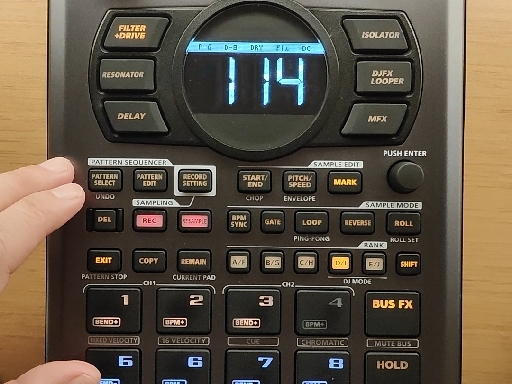 FILTER
+DRIVE
ISOLATOR
RESONATOR
DJFX
LOOPER
DELAY
MFX
114
PUSH ENTER
PATTERN SEQUENCER
SAMPLE EDIT
PATTERN
SELECT
PATTERN
EDIT
RECORD
SETTING
START/
END
PITCH/
SPEED
MARK
UNDO
CHOP
ENVELOPE
SAMPLING
SAMPLE MODE
DEL
REC
RESAMPLE
BPM
SYNC
GATE
LOOP
REVERSE
ROLL
PING-PONG
ROLL SET
BANK
EXIT
COPY
REMAIN
A/F
B/G
C/H
D/I
E/J
SHIFT
PATTERN STOP
CURRENT PAD
DJ MODE
CH1
CH2
1
2
3
4
BUS FX
BEND+
BPM+
BEND+
BPM+
FIXED VELOCITY
16 VELOCITY
CUE
CHROMATIC
MUTE BUS
5
6
7
8
HOLD